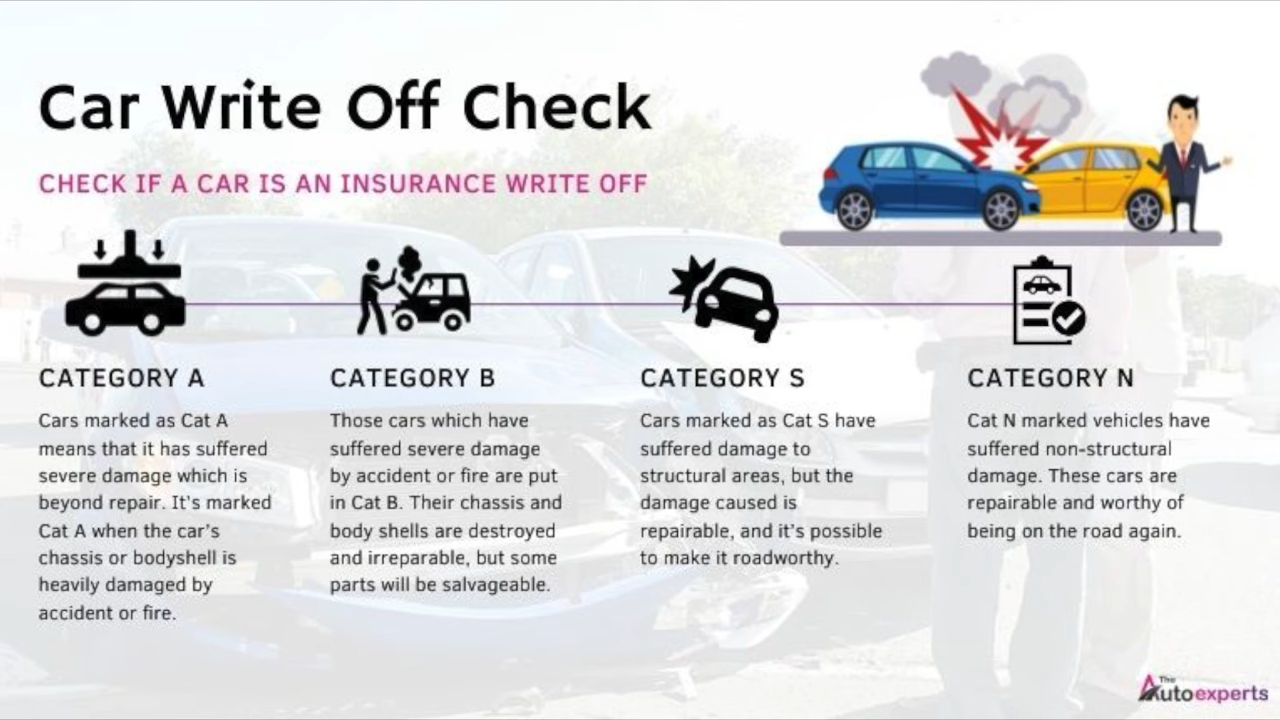 Car Write Off Check
CHECK IF A CAR IS AN INSURANCE WRITE OFF
CATEGORY A
Cars marked as Cat A
means that it has suffered
severe damage which is
beyond repair. It's marked
Cat A when the car's
chassis or bodyshell is
heavily damaged by
accident or fire.
CATEGORY B
Those cars which have
suffered severe damage
by accident or fire are put
in Cat B. Their chassis and
body shells are destroyed
and irreparable, but some
parts will be salvageable.
CATEGORY S
Cars marked as Cat S have
suffered damage to
structural areas, but the
damage caused is
repairable, and it's possible
to make it roadworthy.
CATEGORY N
Cat N marked vehicles have
suffered non-structural
damage. These cars are
repairable and worthy of
being on the road again.
The
Autoexperts